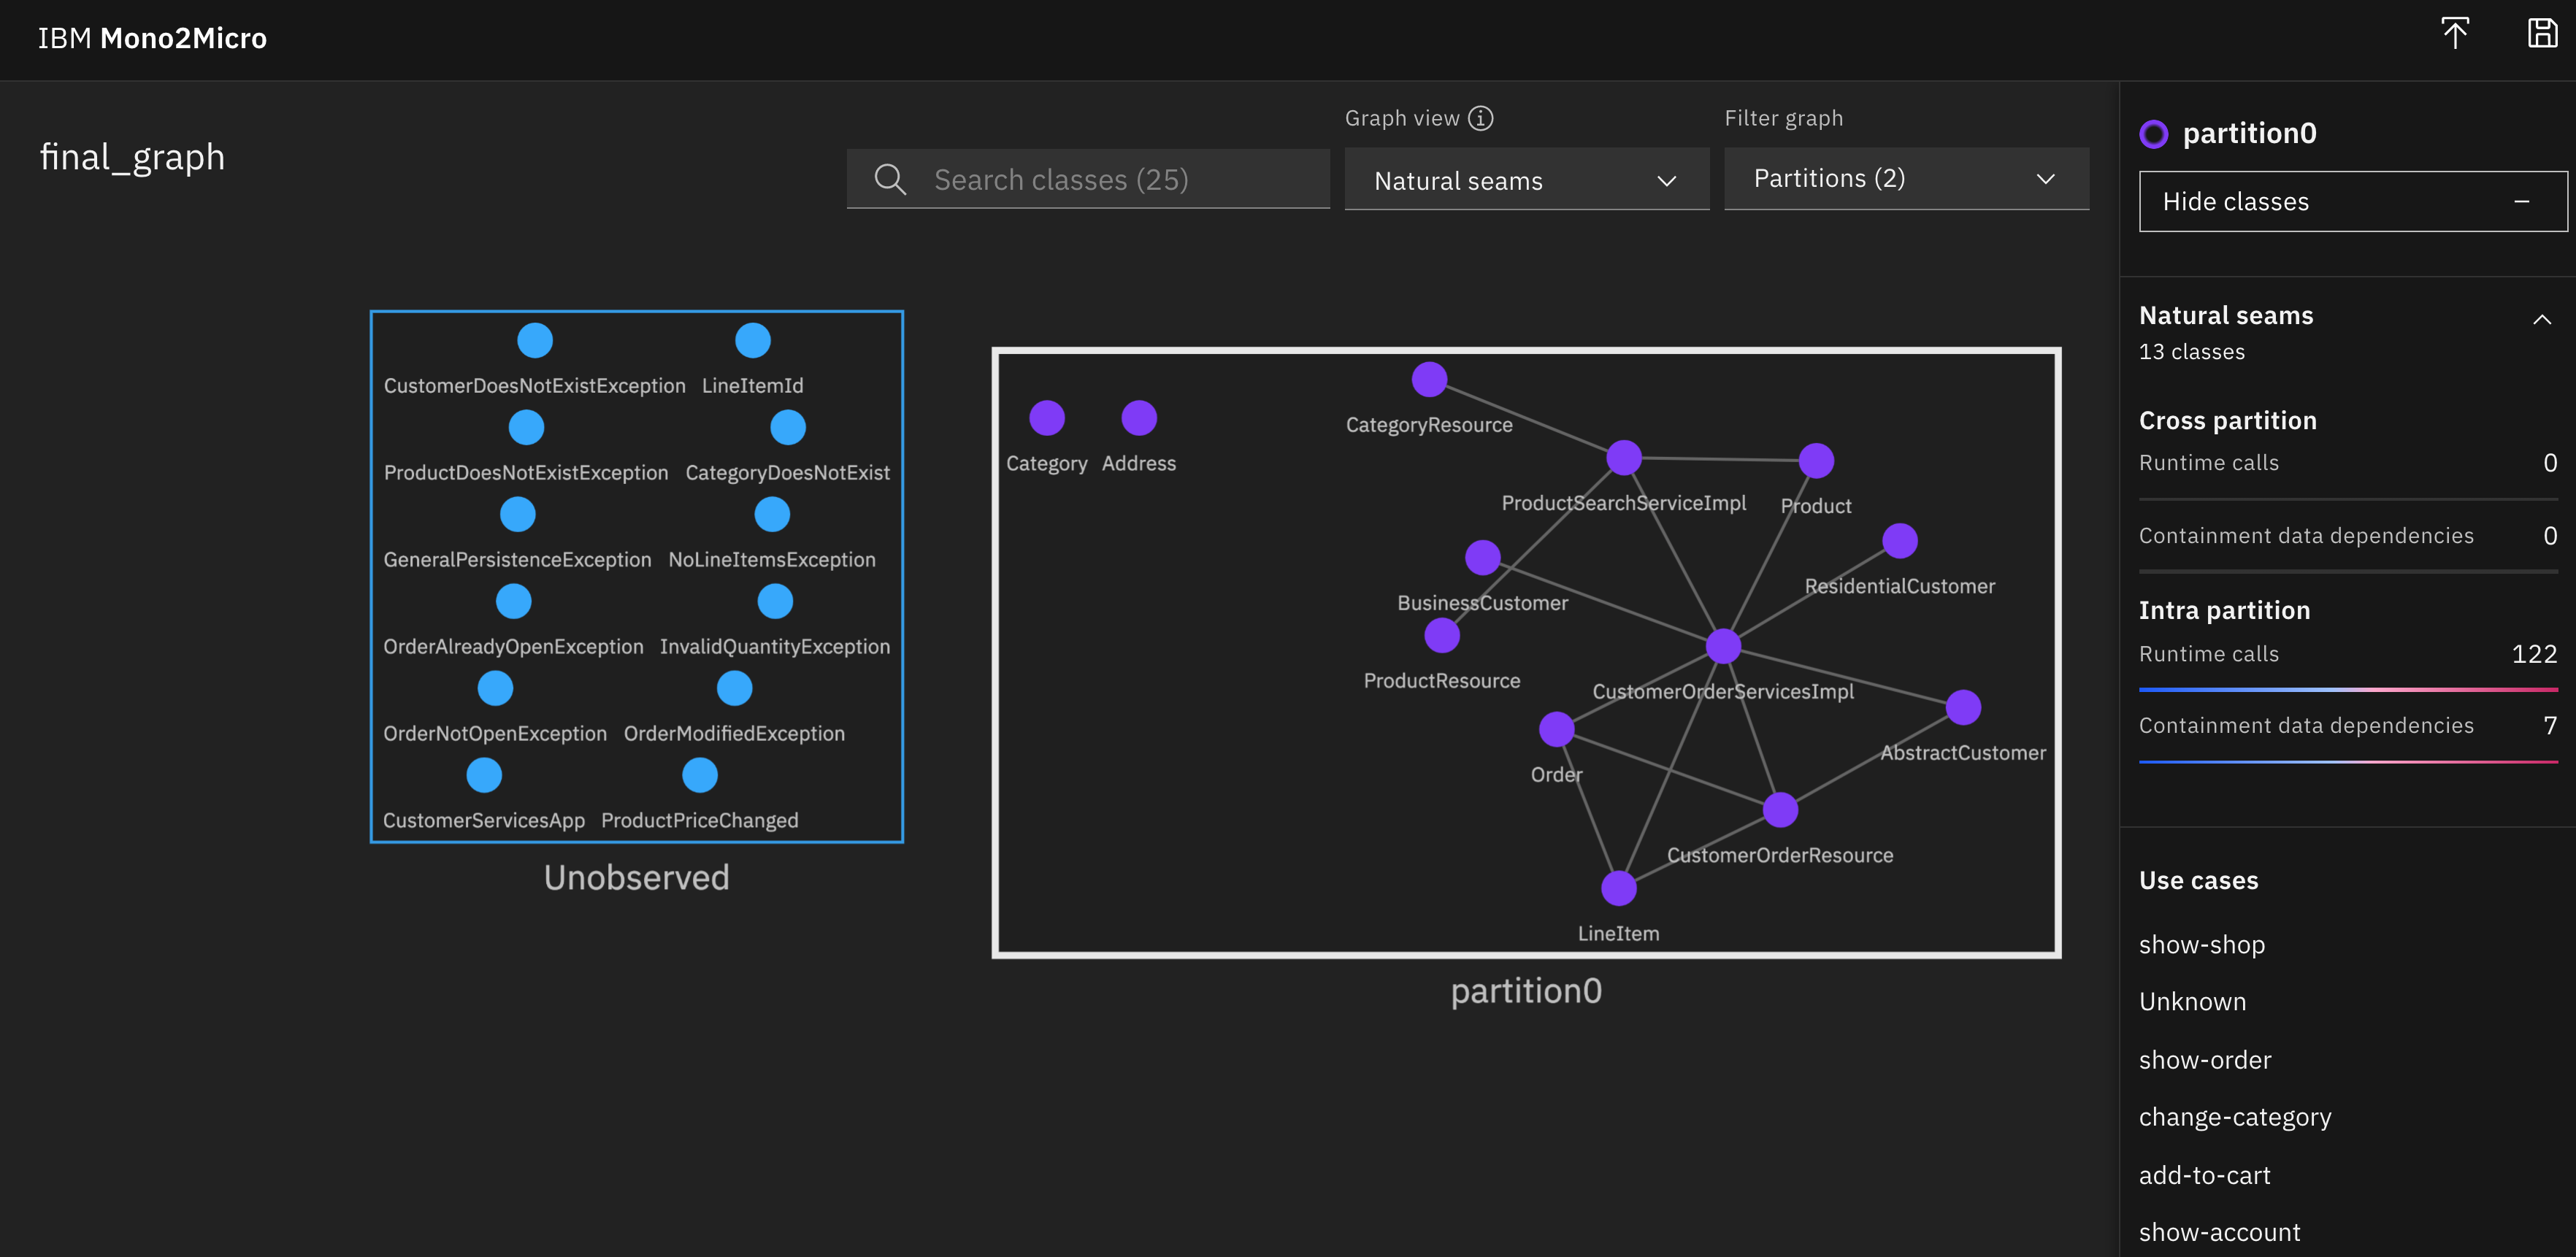 IBM Mono2Micro
final_graph
Search classes (25)
Graph view
Natural seams
Filter graph
Partitions (2)
CustomerDoesNotExistException LineItemId
ProductDoesNotExistException CategoryDoesNotExist
GeneralPersistenceException NoLineItemsException
OrderAlreadyOpenException InvalidQuantityException
OrderNotOpenException OrderModifiedException
CustomerServicesApp ProductPriceChanged
Unobserved
Category Address
CategoryResource
ProductSearchServiceImpl
Product
ResidentialCustomer
BusinessCustomer
ProductResource
CustomerOrderServicesImpl
AbstractCustomer
Order
CustomerOrderResource
LineItem
partition0
partition0
Hide classes
Natural seams
13 classes
Cross partition
Runtime calls 0
Containment data dependencies 0
Intra partition
Runtime calls 122
Containment data dependencies 7
Use cases
show-shop
Unknown
show-order
change-category
add-to-cart
show-account